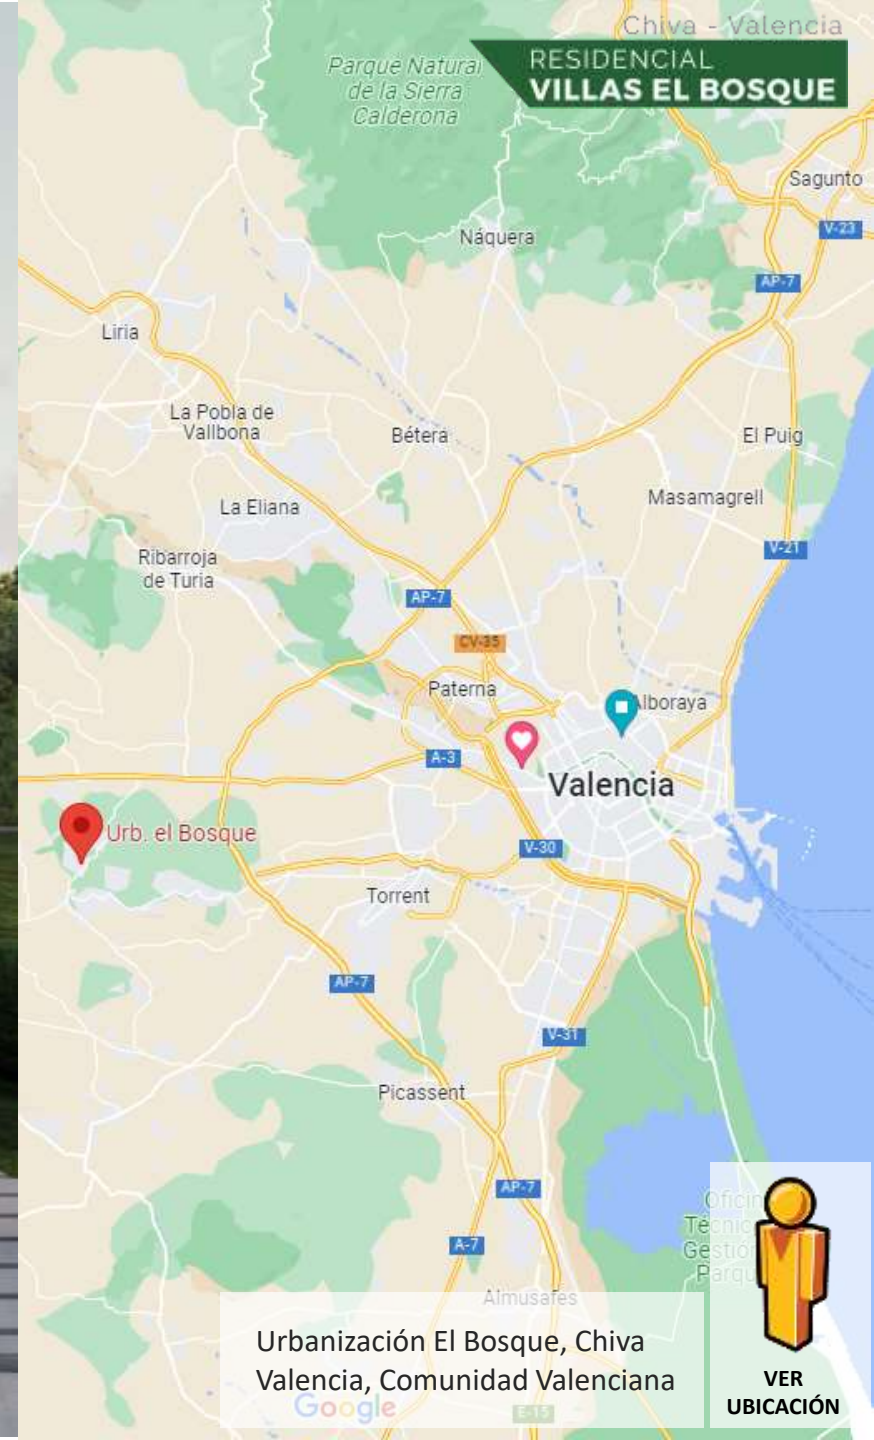 Chiva - Valencia
RESIDENCIAL
VILLAS EL BOSQUE
Parque Natural
de la Sierra
Calderona
Sagunto
V-23
Náquera
AP-7
Liria
La Pobla de
Vallbona
Bétera
El Puig
Masamagrell
La Eliana
V-21
Ribarroja
de Turia
AP-7
CV-35
Paterna
Alboraya
A-3
Valencia
Urb. el Bosque
V-30
Torrent
AP-7
V-31
Picassent
AP-7
A-7
Almusafes
Urbanización El Bosque, Chiva
Valencia, Comunidad Valenciana
Google
E-15
VER
UBICACIÓN